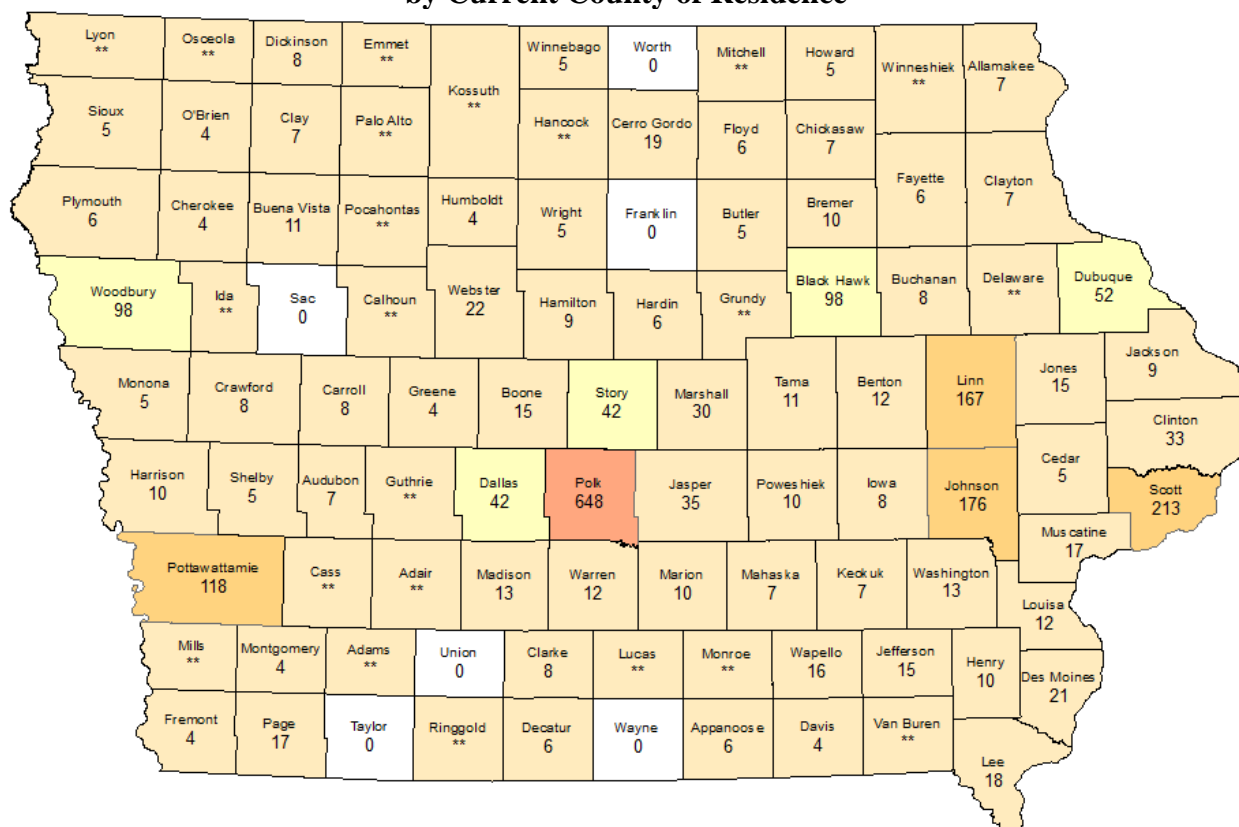 by Current County of Residence
Lyon
**
Osceola
**
Dickinson
8
Emmet
**
Kossuth
**
Winnebago
5
Worth
0
Mitchell
**
Howard
5
Winneshiek
**
Allamakee
7
Sioux
5
O'Brien
4
Clay
7
Palo Alto
**
Hancock
**
Cerro Gordo
19
Floyd
6
Chickasaw
7
Fayette
6
Clayton
7
Plymouth
6
Cherokee
4
Buena Vista
11
Pocahontas
**
Humboldt
4
Wright
5
Franklin
0
Butler
5
Bremer
10
Woodbury
98
Ida
**
Sac
0
Calhoun
**
Webster
22
Hamilton
9
Hardin
6
Grundy
**
Black Hawk
98
Buchanan
8
Delaware
**
Dubuque
52
Monona
5
Crawford
8
Carroll
8
Greene
4
Boone
15
Story
42
Marshall
30
Tama
11
Benton
12
Linn
167
Jones
15
Jackson
9
Clinton
33
Harrison
10
Shelby
5
Audubon
7
Guthrie
**
Dallas
42
Polk
648
Jasper
35
Poweshiek
10
Iowa
8
Johnson
176
Cedar
5
Scott
213
Muscatine
17
Pottawattamie
118
Cass
**
Adair
**
Madison
13
Warren
12
Marion
10
Mahaska
7
Keokuk
7
Washington
13
Louisa
12
Mills
**
Montgomery
4
Adams
**
Union
0
Clarke
8
Lucas
**
Monroe
**
Wapello
16
Jefferson
15
Henry
10
Des Moines
21
Fremont
4
Page
17
Taylor
0
Ringgold
**
Decatur
6
Wayne
0
Appanoose
6
Davis
4
Van Buren
**
Lee
18